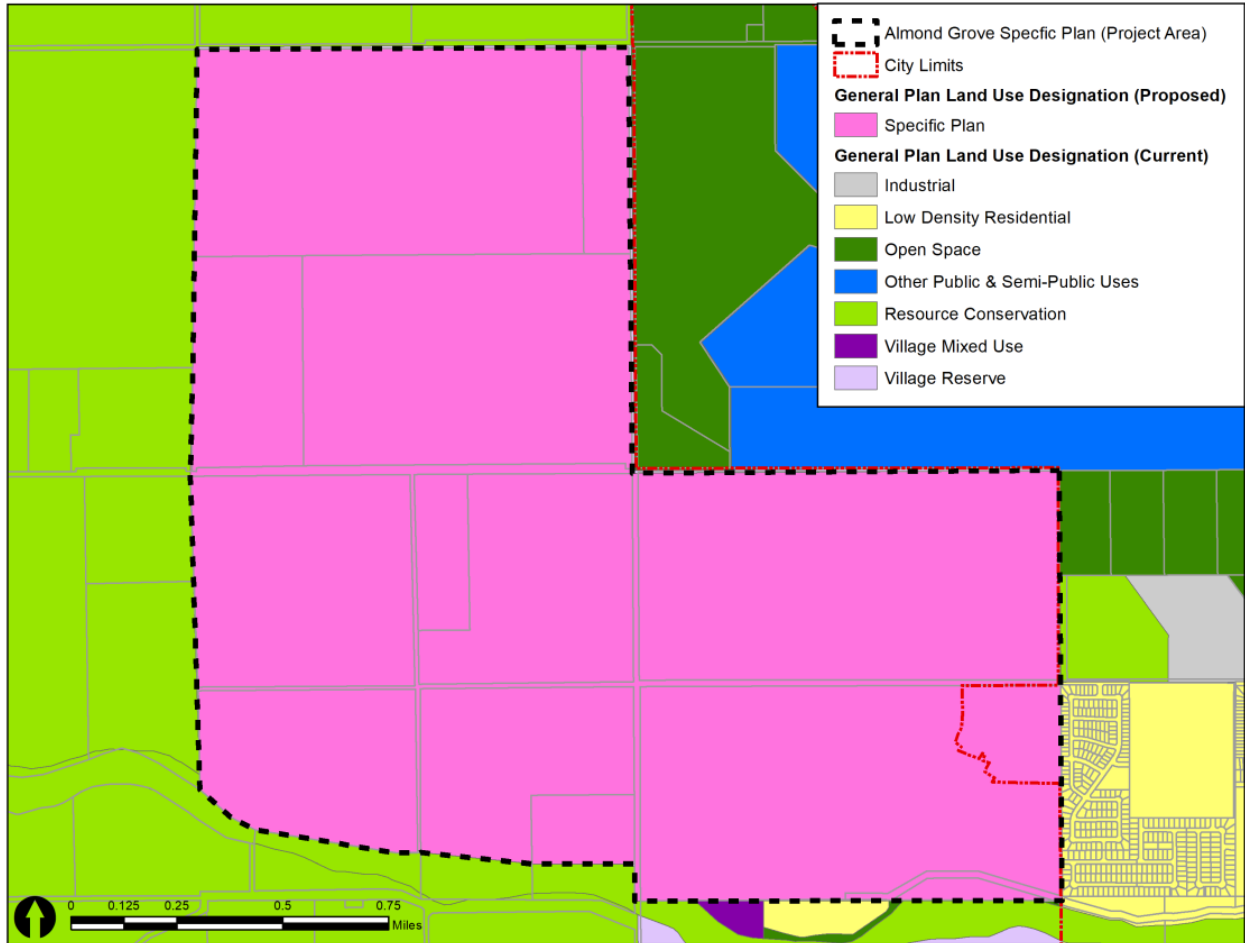 Almond Grove Specfic Plan (Project Area)
City Limits
General Plan Land Use Designation (Proposed)
Specific Plan
General Plan Land Use Designation (Current)
Industrial
Low Density Residential
Open Space
Other Public & Semi-Public Uses
Resource Conservation
Village Mixed Use
Village Reserve
0 0.125 0.25 0.5 0.75
Miles